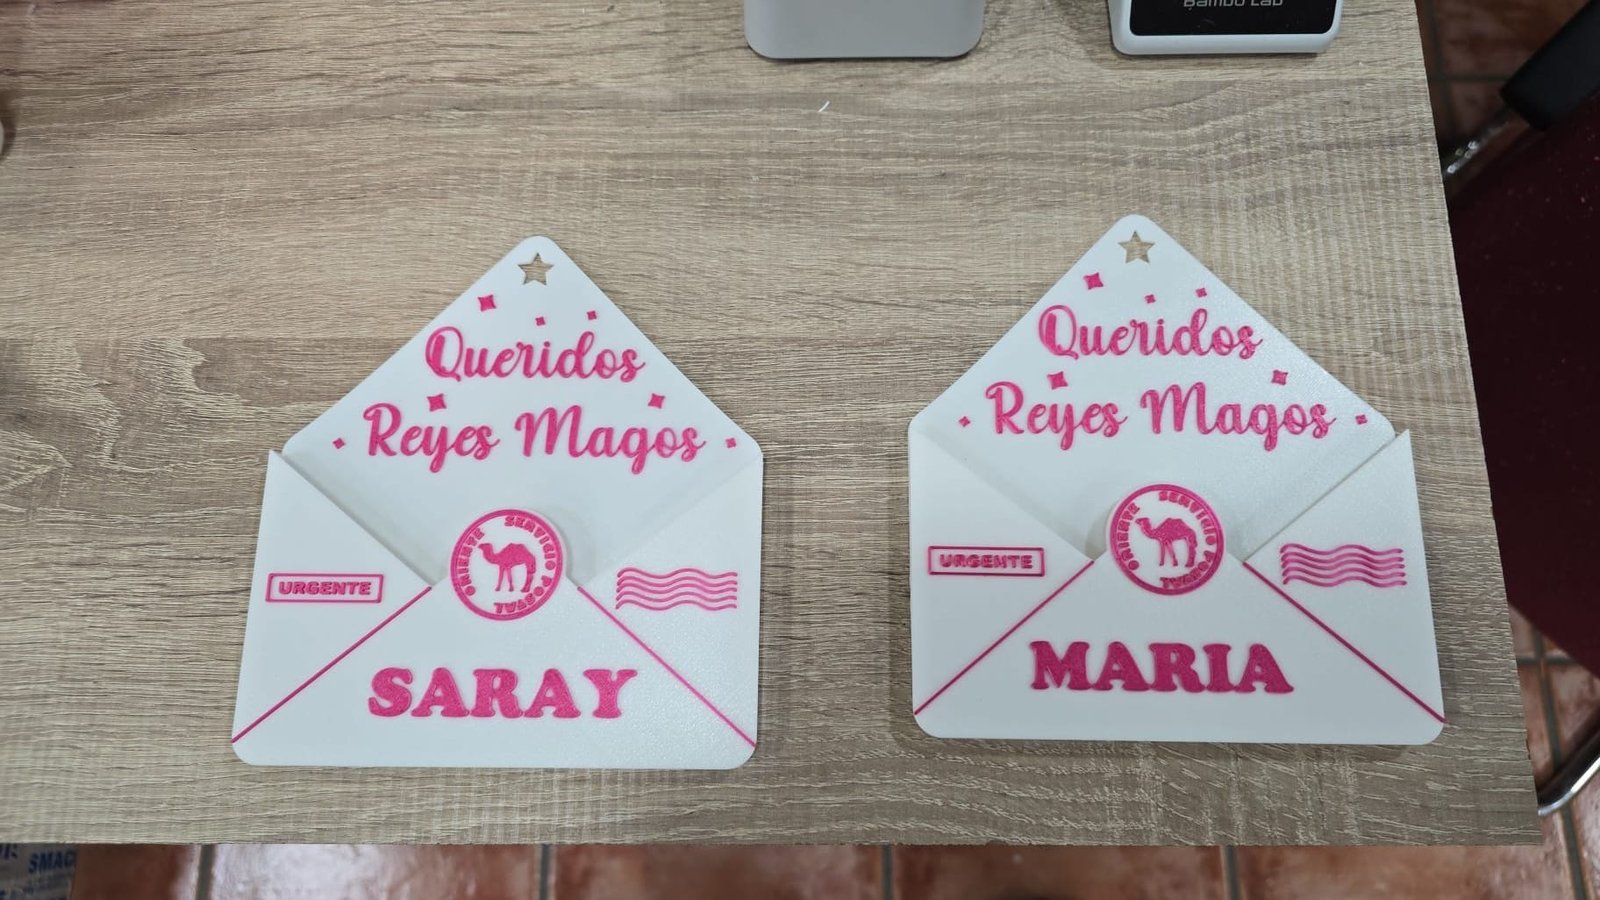 Bambu Lab
Queridos
Reyes Magos
URGENTE
ORIENTE SERVICIO POSTAL
SARAY
Queridos
Reyes Magos
URGENTE
ORIENTE SERVICIO POSTAL
MARIA